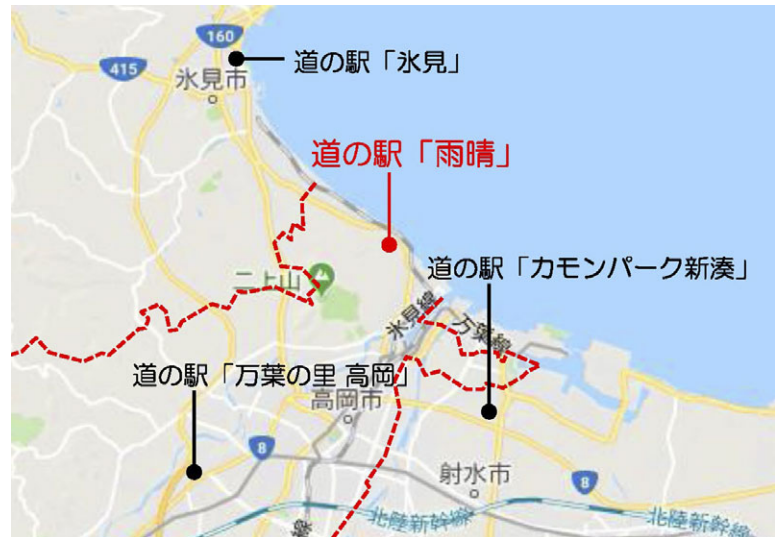 160
道の駅「氷見」
415
氷見市
道の駅「雨晴」
二上山
道の駅「カモンパーク新湊」
氷見線
万葉線
道の駅「万葉の里 高岡」
高岡市
8
射水市
8
線
北陸新幹線
北陸新幹線